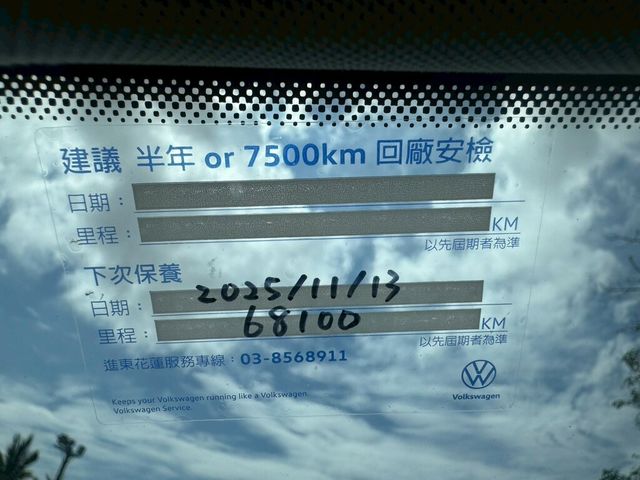 建議 半年 or 7500km 回廠安檢
日期：
里程： KM
以先屆期者為準
下次保養
日期： 2025/11/13
里程： 68100 KM
以先屆期者為準
進東花蓮服務專線：03-8568911
Keeps your Volkswagen running like a Volkswagen.
Volkswagen Service.
Volkswagen